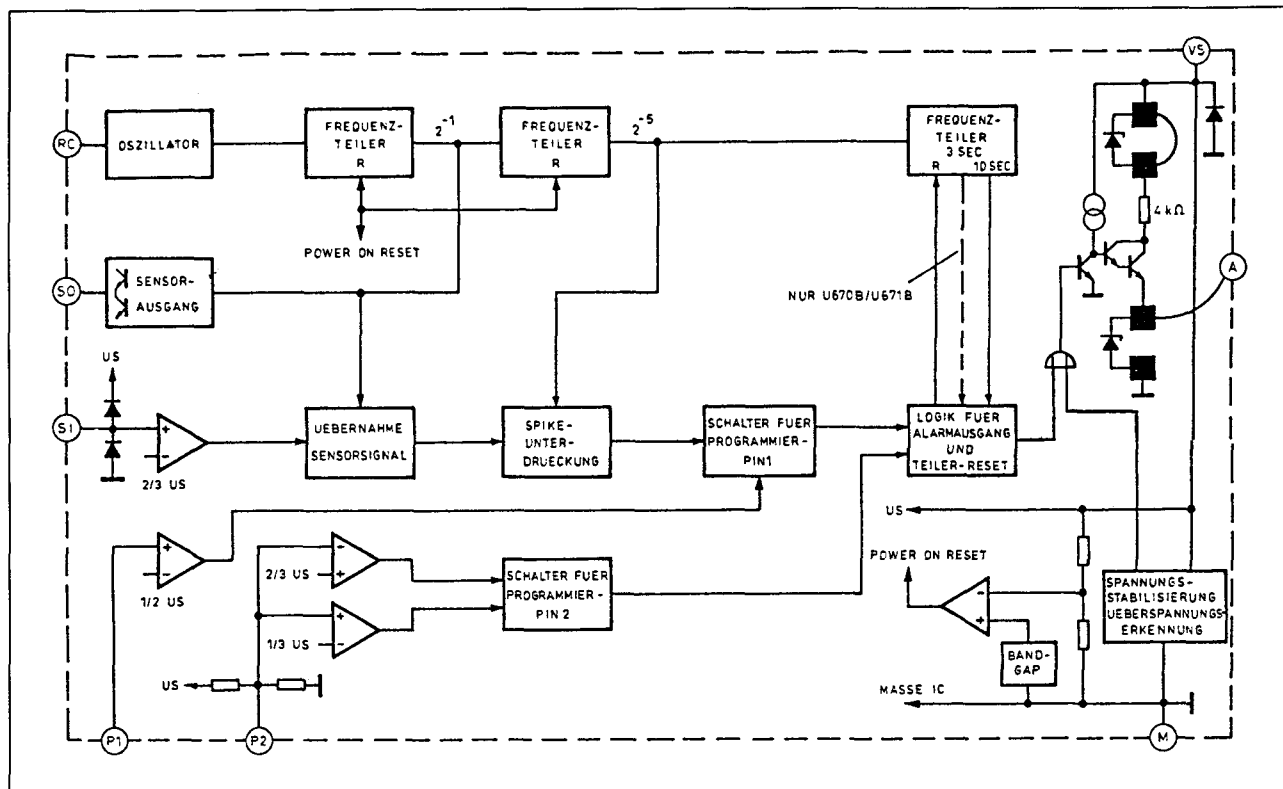 VS
RC
OSZILLATOR
FREQUENZ-
TEILER
R
2⁻¹
FREQUENZ-
TEILER
R
2⁻⁵
FREQUENZ-
TEILER
3 SEC
R 10 SEC
4 kΩ
POWER ON RESET
SO
SENSOR-
AUSGANG
NUR U670B/U671B
A
US
SI
+
−
2/3 US
UEBERNAHME
SENSORSIGNAL
SPIKE-
UNTER-
DRUECKUNG
SCHALTER FUER
PROGRAMMIER-
PIN1
LOGIK FUER
ALARMAUSGANG
UND
TEILER-RESET
US
+
−
1/2 US
−
+
2/3 US
+
−
1/3 US
SCHALTER FUER
PROGRAMMIER-
PIN 2
POWER ON RESET
−
+
BAND-
GAP
SPANNUNGS-
STABILISIERUNG
UEBERSPANNUNGS-
ERKENNUNG
US
MASSE IC
P1
P2
M